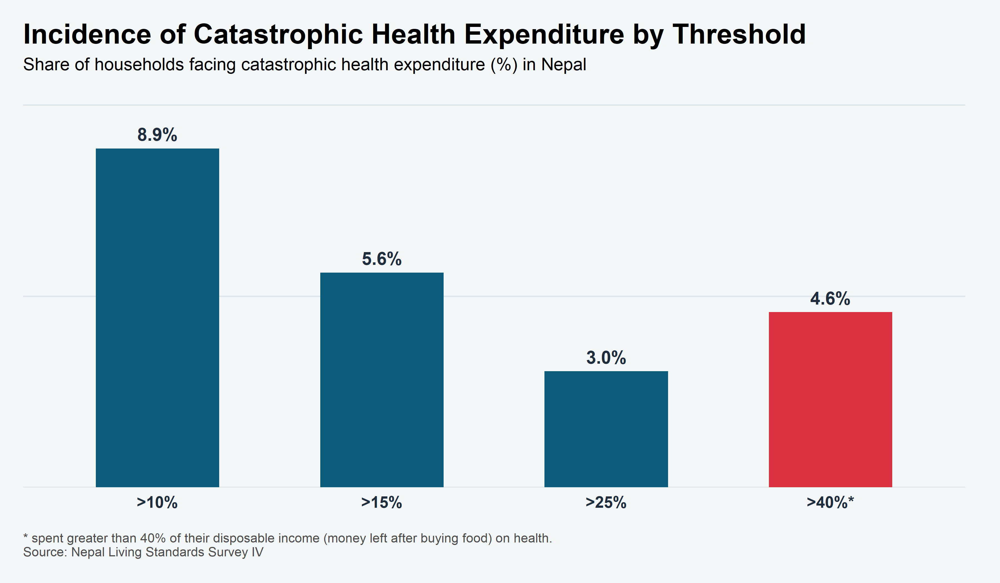 Incidence of Catastrophic Health Expenditure by Threshold
Share of households facing catastrophic health expenditure (%) in Nepal
8.9%
5.6%
3.0%
4.6%
>10%
>15%
>25%
>40%*
* spent greater than 40% of their disposable income (money left after buying food) on health.
Source: Nepal Living Standards Survey IV